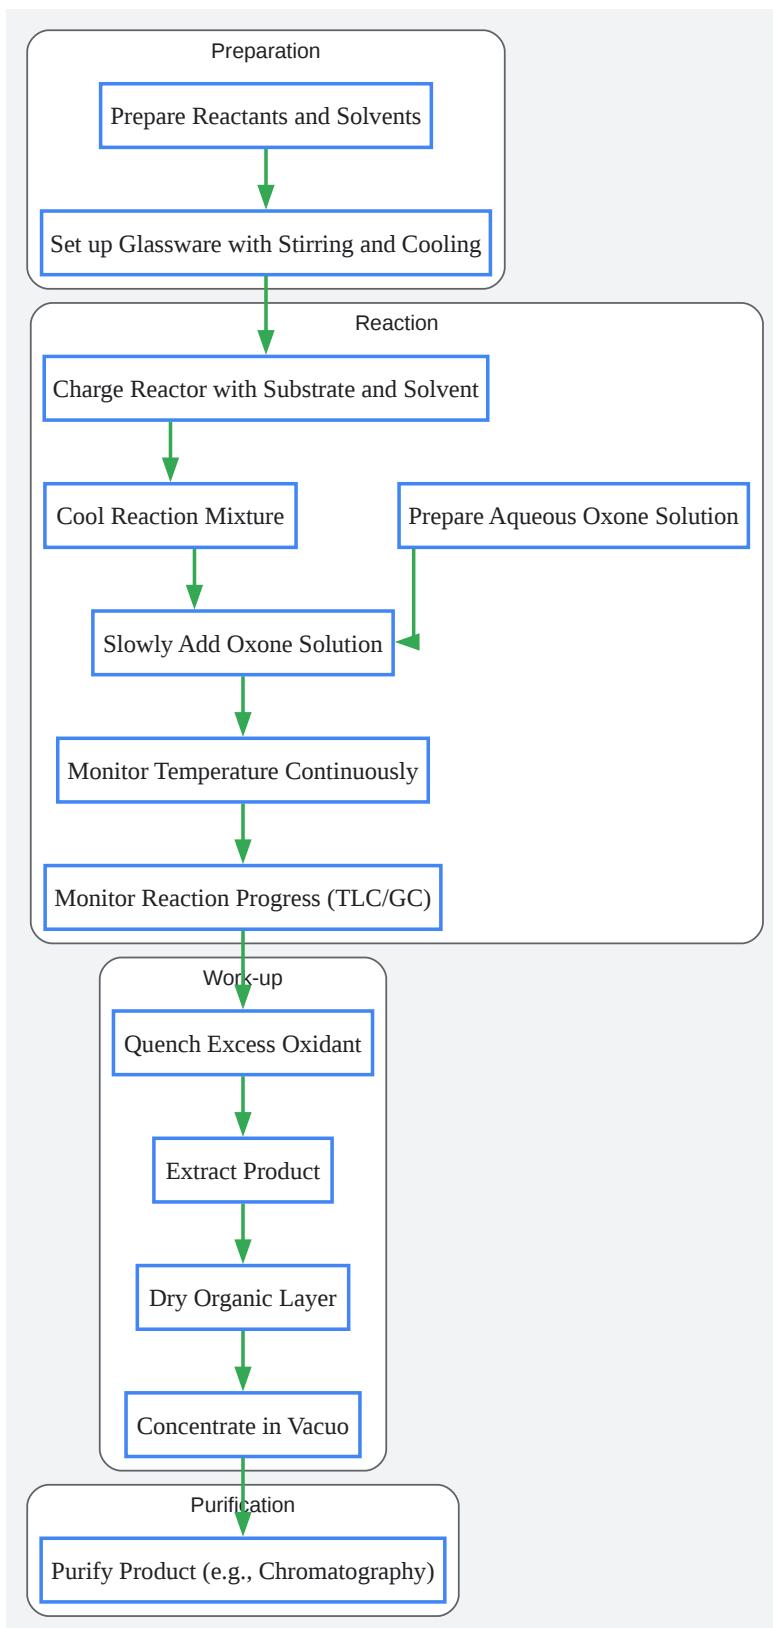 Preparation
Prepare Reactants and Solvents
Set up Glassware with Stirring and Cooling
Reaction
Charge Reactor with Substrate and Solvent
Cool Reaction Mixture
Prepare Aqueous Oxone Solution
Slowly Add Oxone Solution
Monitor Temperature Continuously
Monitor Reaction Progress (TLC/GC)
Work-up
Quench Excess Oxidant
Extract Product
Dry Organic Layer
Concentrate in Vacuo
Purification
Purify Product (e.g., Chromatography)